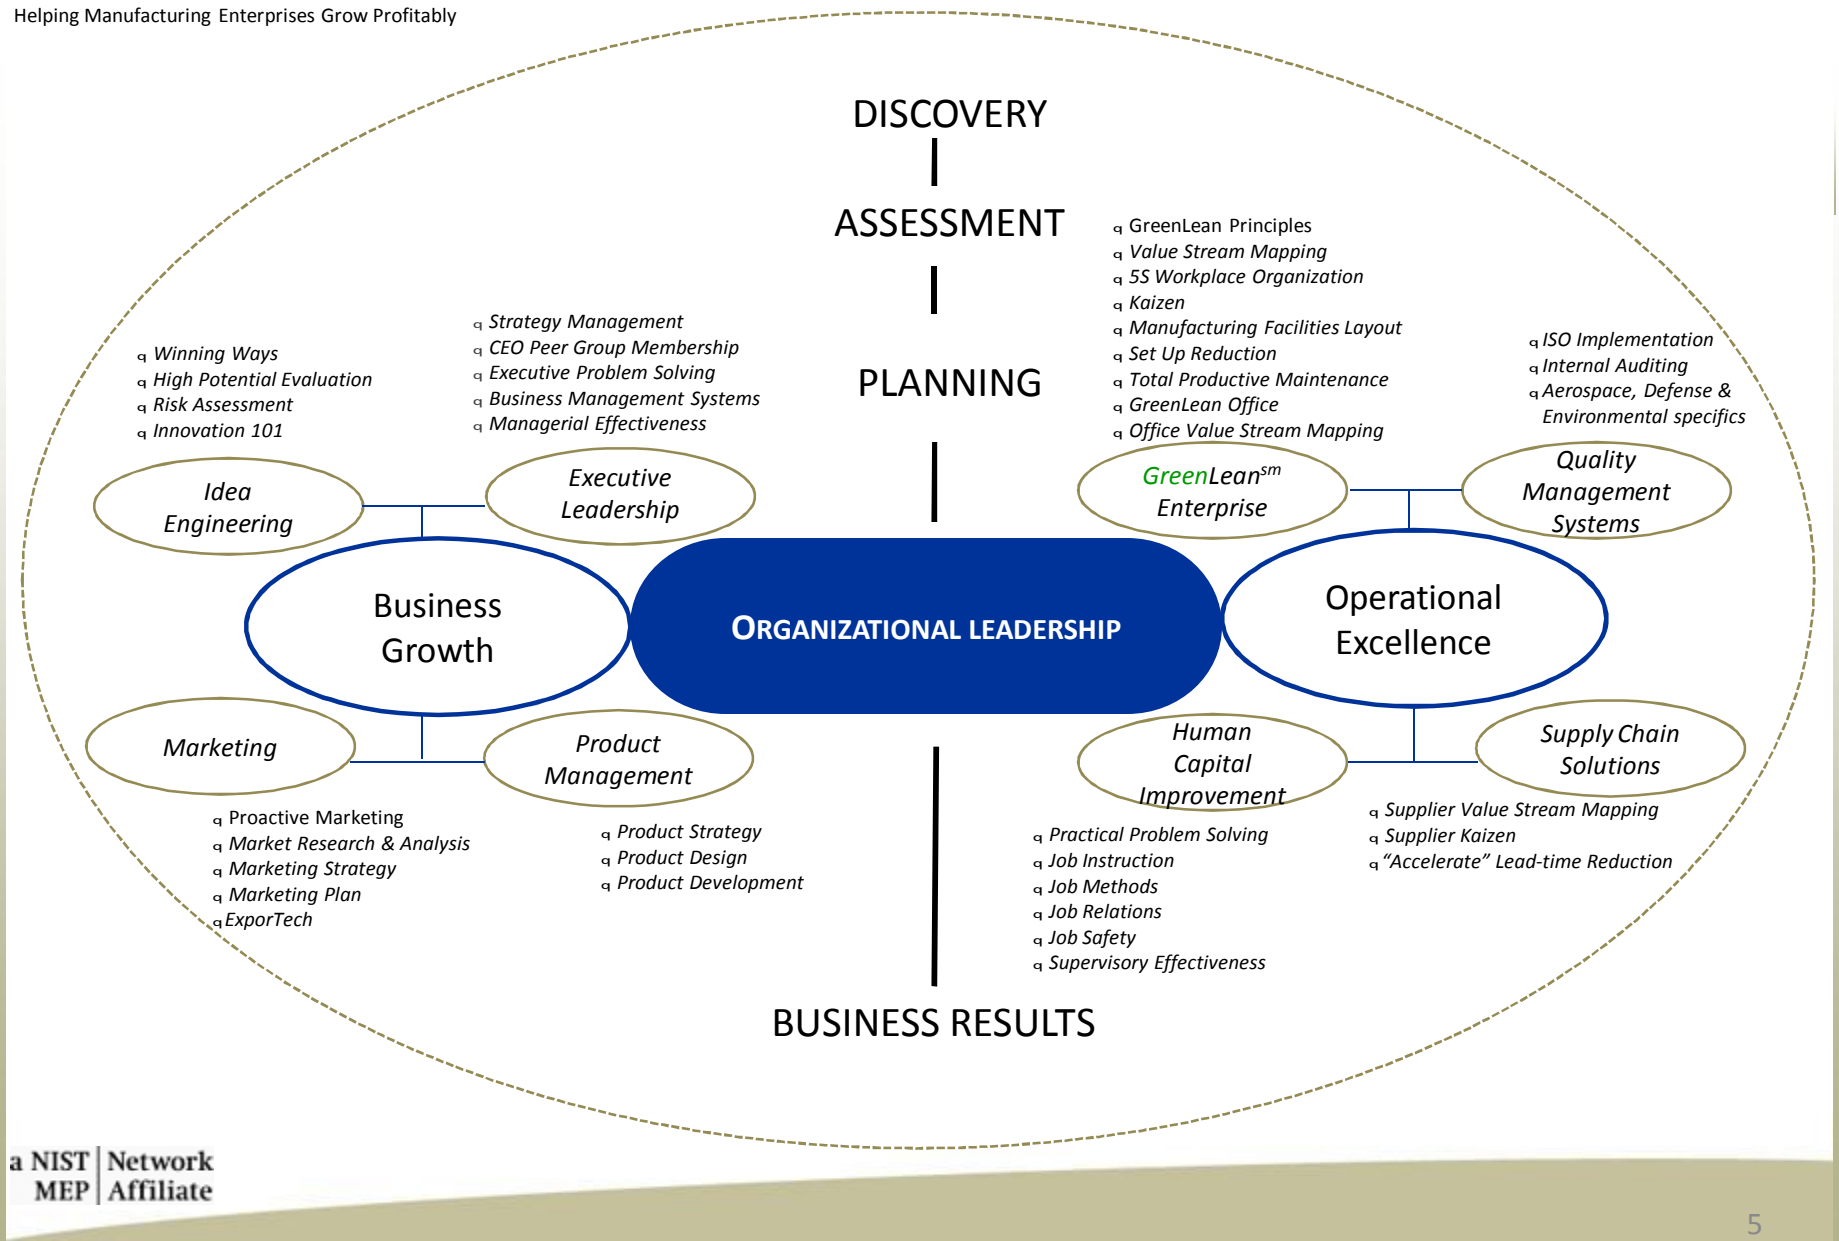 Helping Manufacturing Enterprises Grow Profitably
DISCOVERY
ASSESSMENT
PLANNING
q Winning Ways
q High Potential Evaluation
q Risk Assessment
q Innovation 101
Idea
Engineering
q Strategy Management
q CEO Peer Group Membership
q Executive Problem Solving
q Business Management Systems
q Managerial Effectiveness
Executive
Leadership
q GreenLean Principles
q Value Stream Mapping
q 5S Workplace Organization
q Kaizen
q Manufacturing Facilities Layout
q Set Up Reduction
q Total Productive Maintenance
q GreenLean Office
q Office Value Stream Mapping
GreenLean^sm
Enterprise
q ISO Implementation
q Internal Auditing
q Aerospace, Defense &
Environmental specifics
Quality
Management
Systems
Business
Growth
ORGANIZATIONAL LEADERSHIP
Operational
Excellence
Marketing
q Proactive Marketing
q Market Research & Analysis
q Marketing Strategy
q Marketing Plan
q ExporTech
Product
Management
q Product Strategy
q Product Design
q Product Development
Human
Capital
Improvement
q Practical Problem Solving
q Job Instruction
q Job Methods
q Job Relations
q Job Safety
q Supervisory Effectiveness
Supply Chain
Solutions
q Supplier Value Stream Mapping
q Supplier Kaizen
q “Accelerate” Lead-time Reduction
BUSINESS RESULTS
a NIST | Network
MEP | Affiliate
5